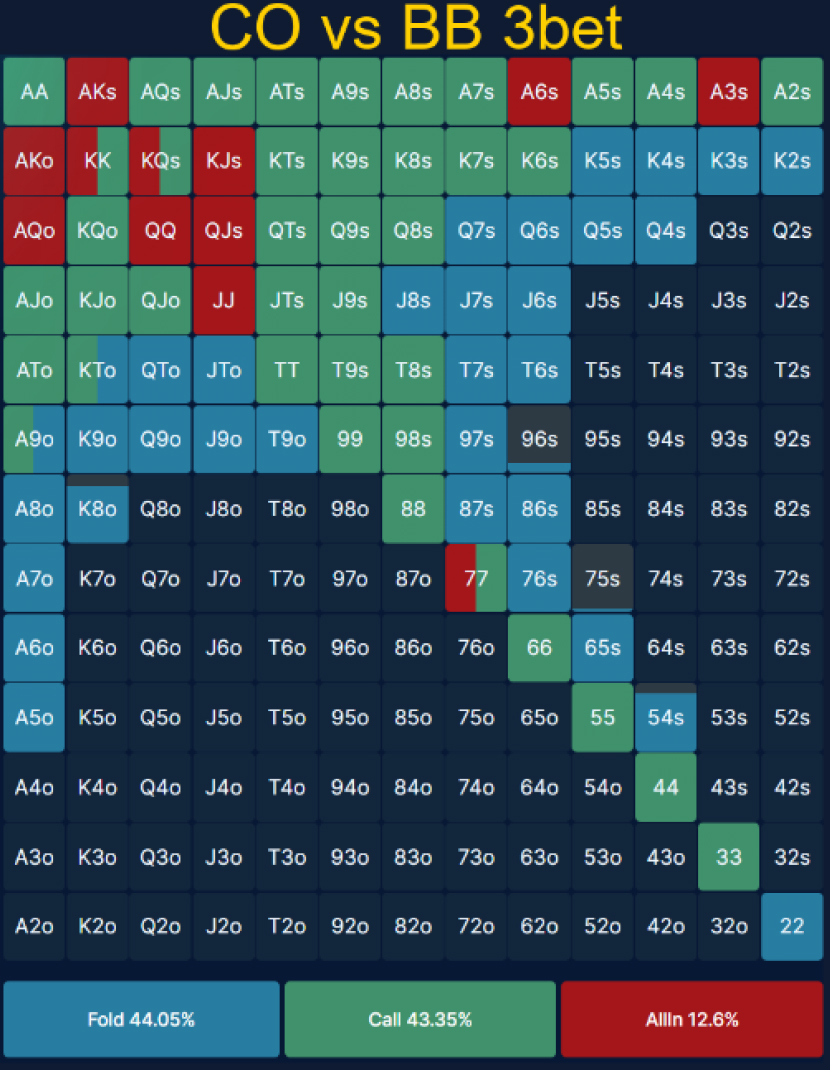 CO vs BB 3bet
AA AKs AQs AJs ATs A9s A8s A7s A6s A5s A4s A3s A2s
AKo KK KQs KJs KTs K9s K8s K7s K6s K5s K4s K3s K2s
AQo KQo QQ QJs QTs Q9s Q8s Q7s Q6s Q5s Q4s Q3s Q2s
AJo KJo QJo JJ JTs J9s J8s J7s J6s J5s J4s J3s J2s
ATo KTo QTo JTo TT T9s T8s T7s T6s T5s T4s T3s T2s
A9o K9o Q9o J9o T9o 99 98s 97s 96s 95s 94s 93s 92s
A8o K8o Q8o J8o T8o 98o 88 87s 86s 85s 84s 83s 82s
A7o K7o Q7o J7o T7o 97o 87o 77 76s 75s 74s 73s 72s
A6o K6o Q6o J6o T6o 96o 86o 76o 66 65s 64s 63s 62s
A5o K5o Q5o J5o T5o 95o 85o 75o 65o 55 54s 53s 52s
A4o K4o Q4o J4o T4o 94o 84o 74o 64o 54o 44 43s 42s
A3o K3o Q3o J3o T3o 93o 83o 73o 63o 53o 43o 33 32s
A2o K2o Q2o J2o T2o 92o 82o 72o 62o 52o 42o 32o 22
Fold 44.05% Call 43.35% AllIn 12.6%